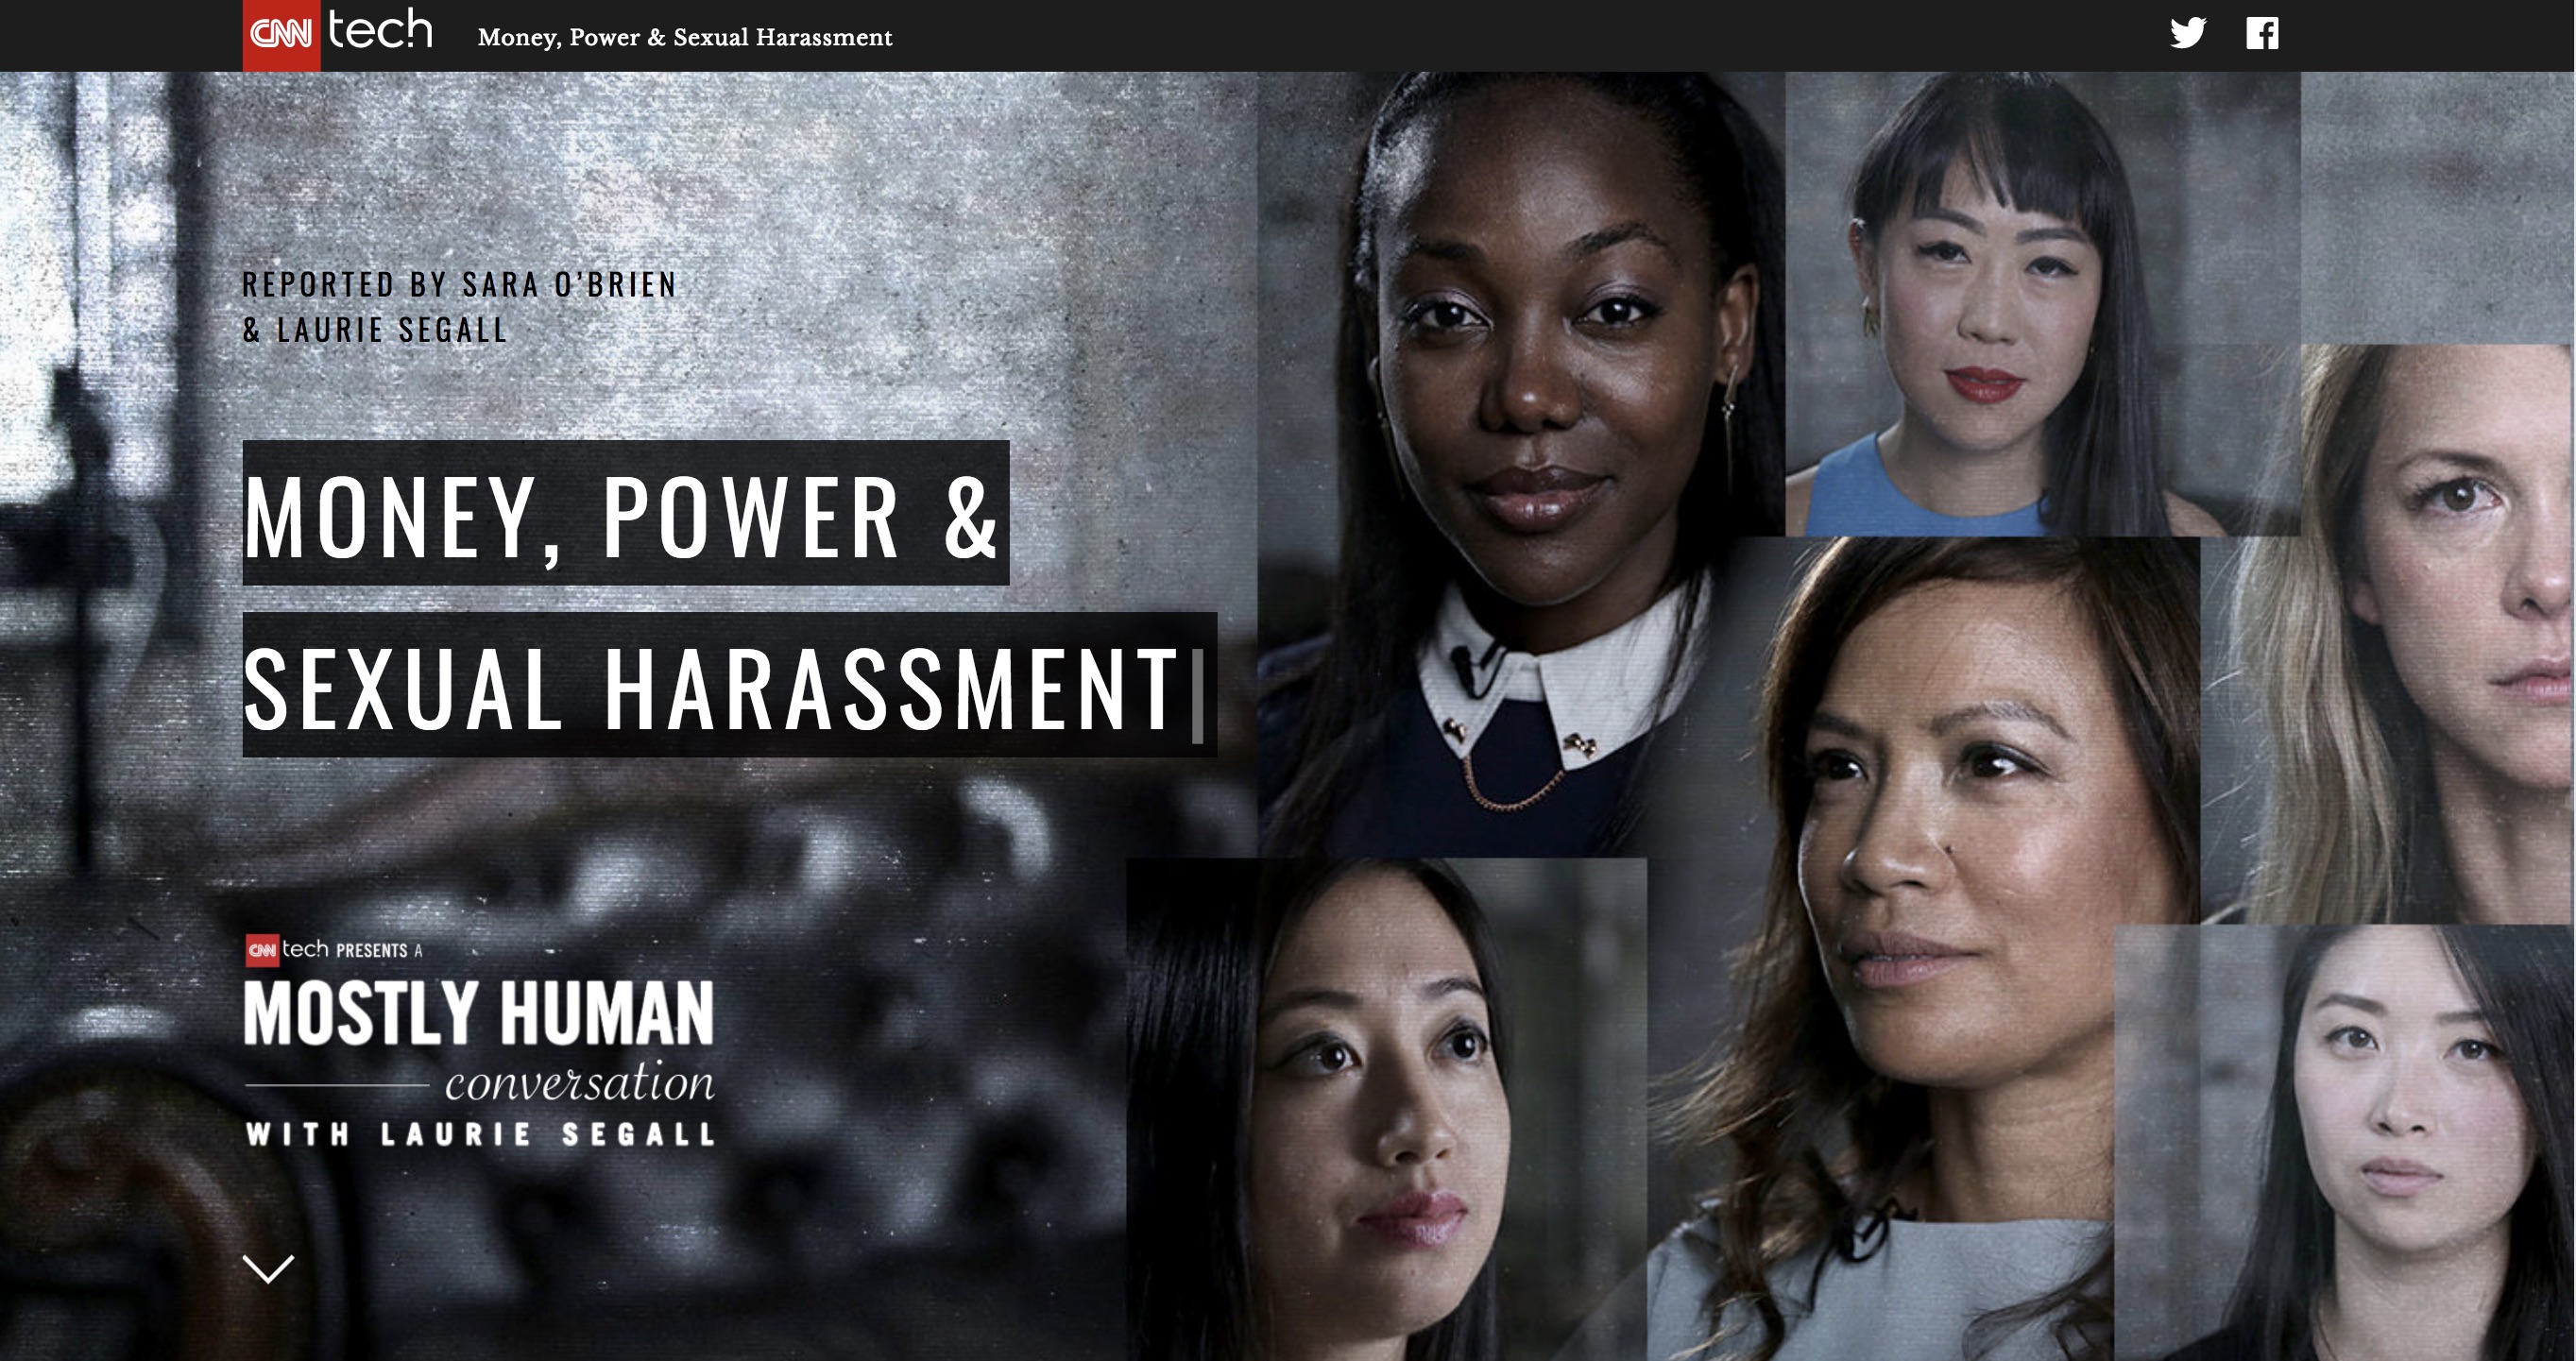 CNN tech Money, Power & Sexual Harassment
REPORTED BY SARA O’BRIEN
& LAURIE SEGALL
MONEY, POWER &
SEXUAL HARASSMENT
CNN tech PRESENTS A
MOSTLY HUMAN
conversation
WITH LAURIE SEGALL